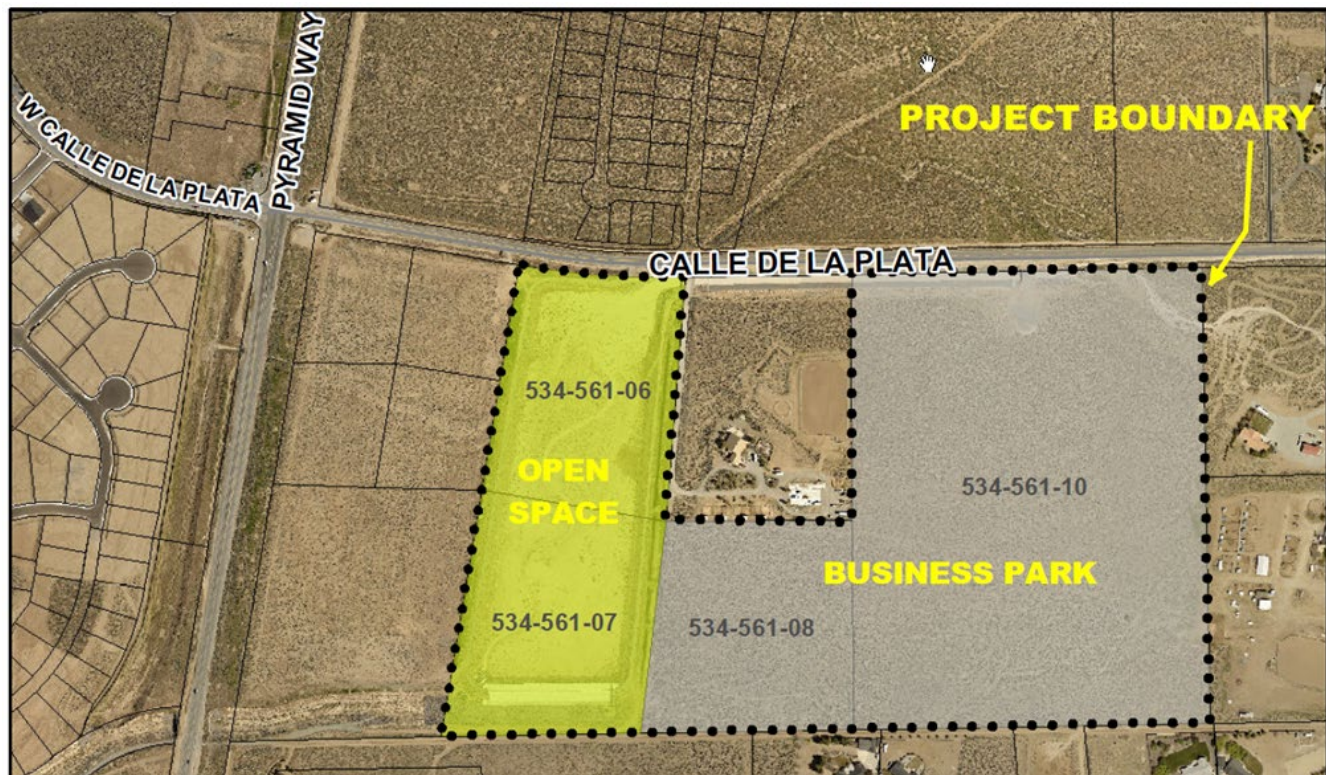 PYRAMID WAY
W CALLE DE LA PLATA
PROJECT BOUNDARY
CALLE DE LA PLATA
534-561-06
OPEN
SPACE
534-561-10
BUSINESS PARK
534-561-07
534-561-08